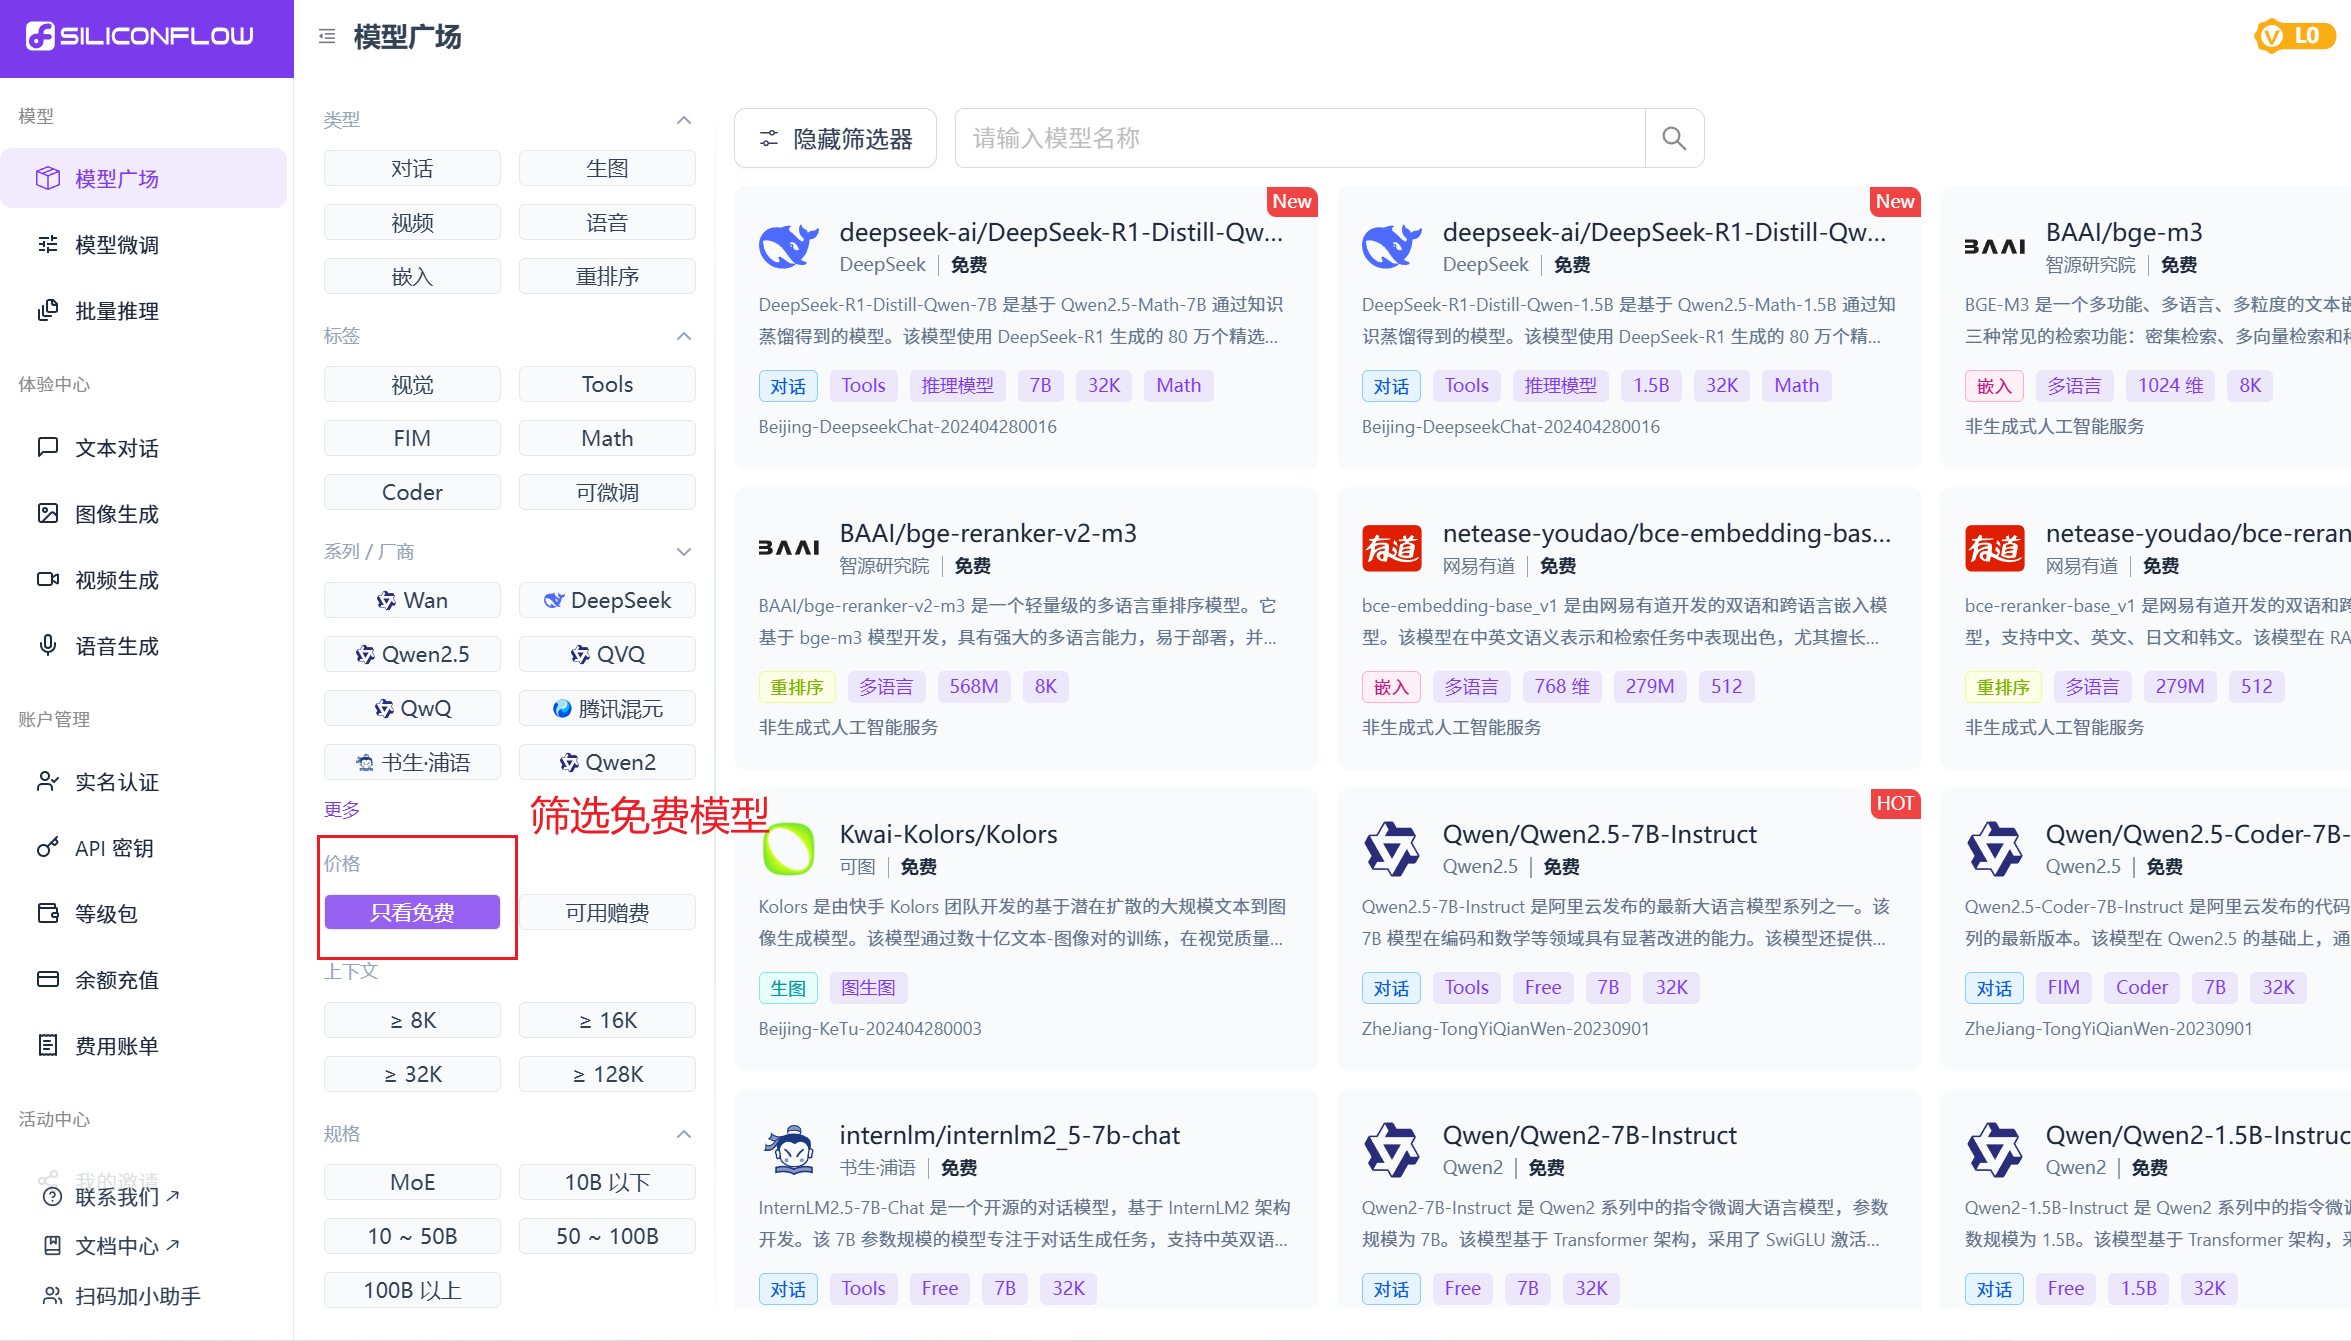 SILICONFLOW
模型广场
L0
模型
模型广场
模型微调
批量推理
体验中心
文本对话
图像生成
视频生成
语音生成
账户管理
实名认证
API 密钥
等级包
余额充值
费用账单
活动中心
我的邀请
联系我们
文档中心
扫码加小助手
类型
对话
生图
视频
语音
嵌入
重排序
标签
视觉
Tools
FIM
Math
Coder
可微调
系列 / 厂商
Wan
DeepSeek
Qwen2.5
QVQ
QwQ
腾讯混元
书生·浦语
Qwen2
更多
筛选免费模型
价格
只看免费
可用赠费
上下文
≥ 8K
≥ 16K
≥ 32K
≥ 128K
规格
MoE
10B 以下
10 ~ 50B
50 ~ 100B
100B 以上
隐藏筛选器
请输入模型名称
New
deepseek-ai/DeepSeek-R1-Distill-Qw...
DeepSeek | 免费
DeepSeek-R1-Distill-Qwen-7B 是基于 Qwen2.5-Math-7B 通过知识
蒸馏得到的模型。该模型使用 DeepSeek-R1 生成的 80 万个精选...
对话 Tools 推理模型 7B 32K Math
Beijing-DeepseekChat-202404280016
New
deepseek-ai/DeepSeek-R1-Distill-Qw...
DeepSeek | 免费
DeepSeek-R1-Distill-Qwen-1.5B 是基于 Qwen2.5-Math-1.5B 通过知
识蒸馏得到的模型。该模型使用 DeepSeek-R1 生成的 80 万个精...
对话 Tools 推理模型 1.5B 32K Math
Beijing-DeepseekChat-202404280016
BAAI
BAAI/bge-m3
智源研究院 | 免费
BGE-M3 是一个多功能、多语言、多粒度的文本嵌
三种常见的检索功能：密集检索、多向量检索和稀
嵌入 多语言 1024 维 8K
非生成式人工智能服务
BAAI
BAAI/bge-reranker-v2-m3
智源研究院 | 免费
BAAI/bge-reranker-v2-m3 是一个轻量级的多语言重排序模型。它
基于 bge-m3 模型开发，具有强大的多语言能力，易于部署，并...
重排序 多语言 568M 8K
非生成式人工智能服务
有道
netease-youdao/bce-embedding-bas...
网易有道 | 免费
bce-embedding-base_v1 是由网易有道开发的双语和跨语言嵌入模
型。该模型在中英文语义表示和检索任务中表现出色，尤其擅长...
嵌入 多语言 768 维 279M 512
非生成式人工智能服务
有道
netease-youdao/bce-reran
网易有道 | 免费
bce-reranker-base_v1 是网易有道开发的双语和跨
型，支持中文、英文、日文和韩文。该模型在 RA
重排序 多语言 279M 512
非生成式人工智能服务
Kwai-Kolors/Kolors
可图 | 免费
Kolors 是由快手 Kolors 团队开发的基于潜在扩散的大规模文本到图
像生成模型。该模型通过数十亿文本-图像对的训练，在视觉质量...
生图 图生图
Beijing-KeTu-202404280003
HOT
Qwen/Qwen2.5-7B-Instruct
Qwen2.5 | 免费
Qwen2.5-7B-Instruct 是阿里云发布的最新大语言模型系列之一。该
7B 模型在编码和数学等领域具有显著改进的能力。该模型还提供...
对话 Tools Free 7B 32K
ZheJiang-TongYiQianWen-20230901
Qwen/Qwen2.5-Coder-7B-
Qwen2.5 | 免费
Qwen2.5-Coder-7B-Instruct 是阿里云发布的代码
列的最新版本。该模型在 Qwen2.5 的基础上，通
对话 FIM Coder 7B 32K
ZheJiang-TongYiQianWen-20230901
internlm/internlm2_5-7b-chat
书生·浦语 | 免费
InternLM2.5-7B-Chat 是一个开源的对话模型，基于 InternLM2 架构
开发。该 7B 参数规模的模型专注于对话生成任务，支持中英双语...
对话 Tools Free 7B 32K
Qwen/Qwen2-7B-Instruct
Qwen2 | 免费
Qwen2-7B-Instruct 是 Qwen2 系列中的指令微调大语言模型，参数
规模为 7B。该模型基于 Transformer 架构，采用了 SwiGLU 激活...
对话 Free 7B 32K
Qwen/Qwen2-1.5B-Instruc
Qwen2 | 免费
Qwen2-1.5B-Instruct 是 Qwen2 系列中的指令微
数规模为 1.5B。该模型基于 Transformer 架构，采
对话 Free 1.5B 32K